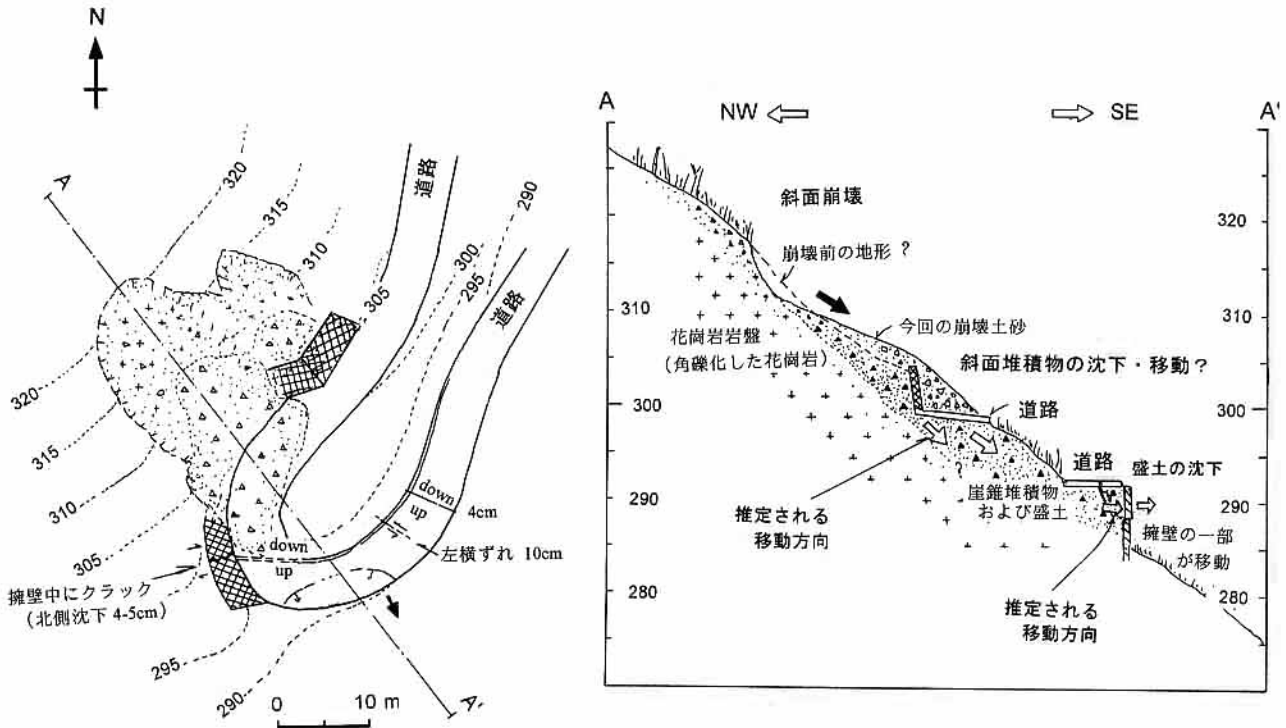 N
A
320
315
310
305
道路
290
300
295
道路
320
315
310
305
295
290
down
up
4cm
左横ずれ 10cm
down
up
擁壁中にクラック
(北側沈下 4-5cm)
0 10 m
A'
A
NW
SE
A'
斜面崩壊
崩壊前の地形 ?
320
320
310
310
花崗岩岩盤
(角礫化した花崗岩)
今回の崩壊土砂
斜面堆積物の沈下・移動?
300
道路
300
道路
盛土の沈下
?
290
崖錐堆積物
および盛土
290
推定される
移動方向
擁壁の一部
が移動
280
280
推定される
移動方向